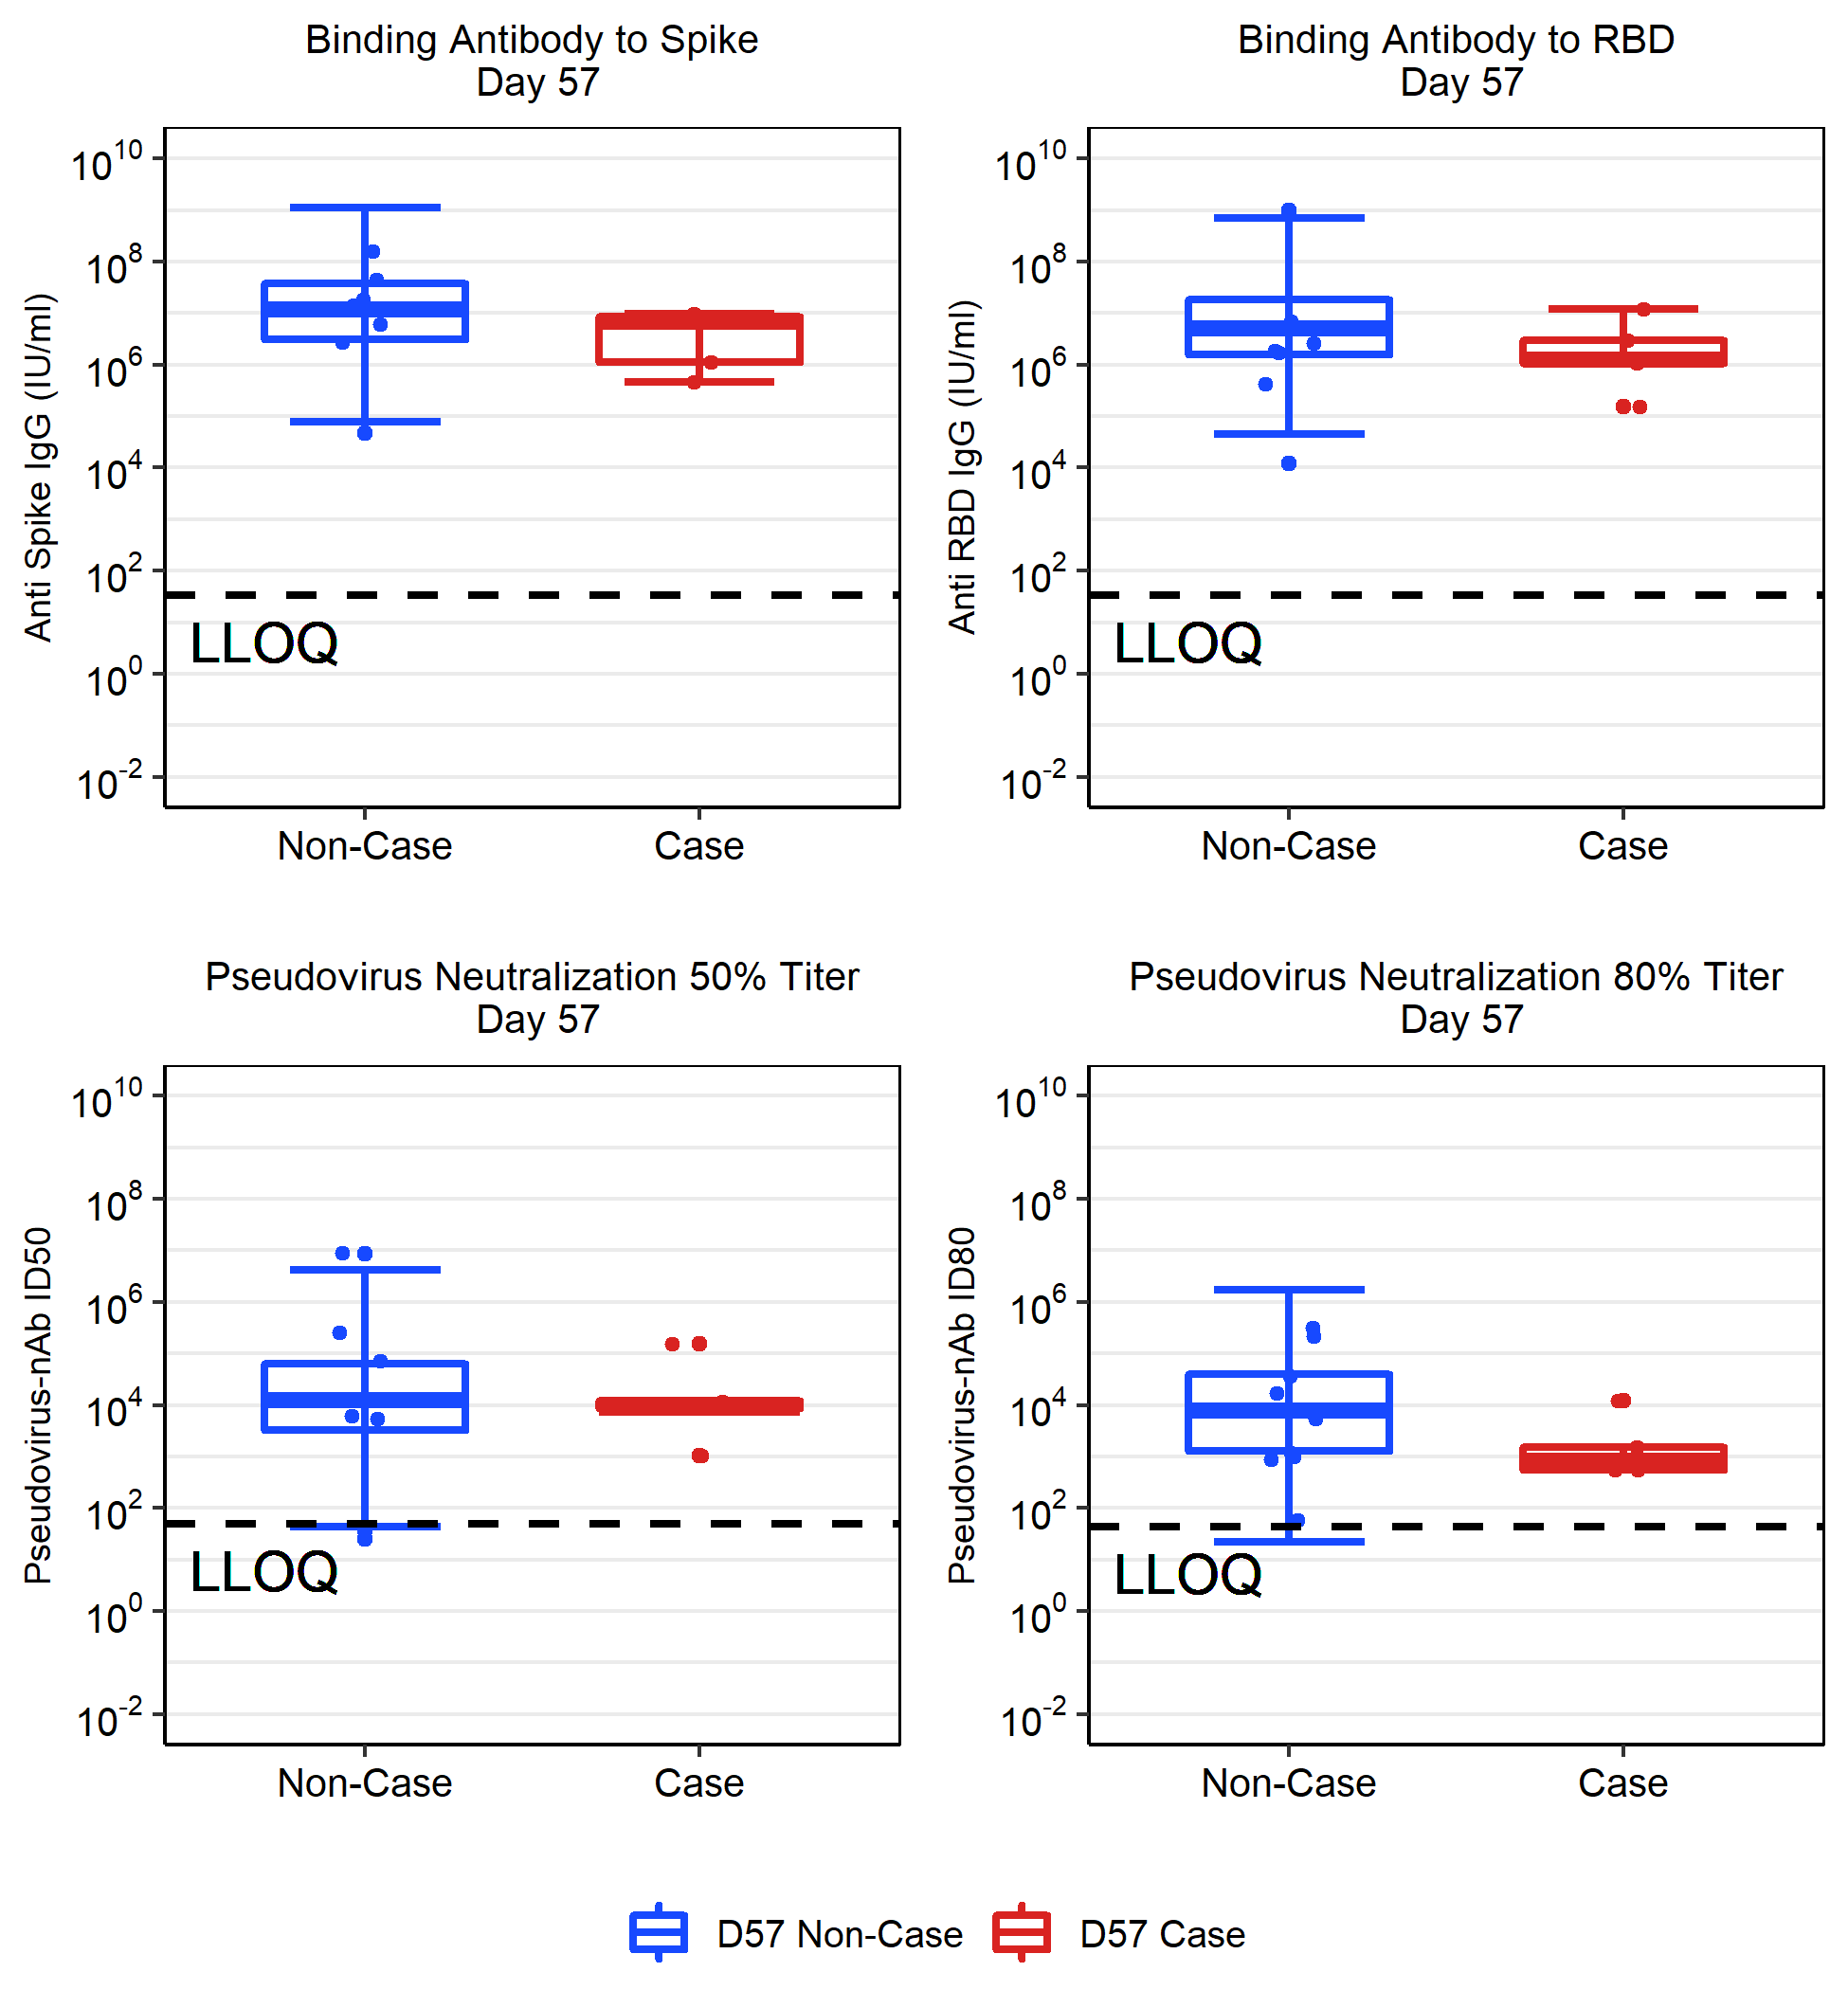 Binding Antibody to Spike
Day 57
Anti Spike IgG (IU/ml)
10^10
10^8
10^6
10^4
10^2
10^0
10^-2
LLOQ
Non-Case
Case
Binding Antibody to RBD
Day 57
Anti RBD IgG (IU/ml)
10^10
10^8
10^6
10^4
10^2
10^0
10^-2
LLOQ
Non-Case
Case
Pseudovirus Neutralization 50% Titer
Day 57
Pseudovirus-nAb ID50
10^10
10^8
10^6
10^4
10^2
10^0
10^-2
LLOQ
Non-Case
Case
Pseudovirus Neutralization 80% Titer
Day 57
Pseudovirus-nAb ID80
10^10
10^8
10^6
10^4
10^2
10^0
10^-2
LLOQ
Non-Case
Case
D57 Non-Case
D57 Case